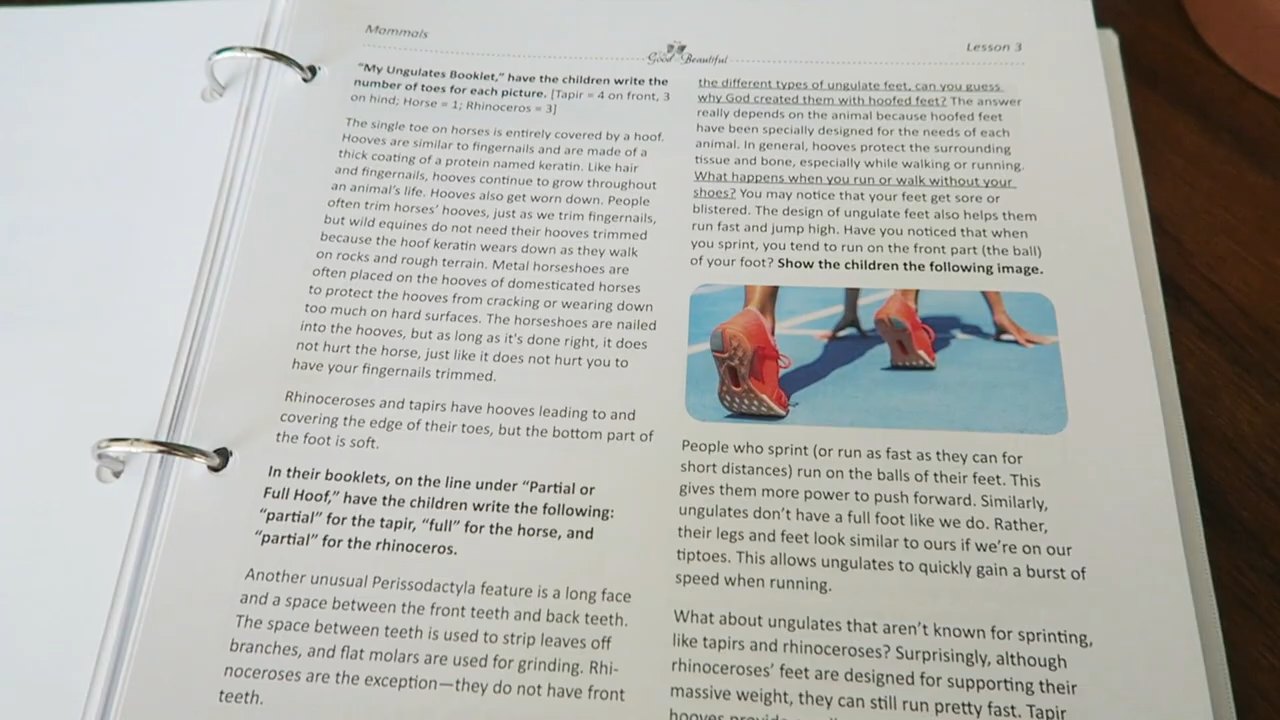 Mammals
Good & Beautiful
Lesson 3
"My Ungulates Booklet," have the children write the
number of toes for each picture. [Tapir = 4 on front, 3
on hind; Horse = 1; Rhinoceros = 3]
The single toe on horses is entirely covered by a hoof.
Hooves are similar to fingernails and are made of a
thick coating of a protein named keratin. Like hair
and fingernails, hooves continue to grow throughout
an animal's life. Hooves also get worn down. People
often trim horses' hooves, just as we trim fingernails,
but wild equines do not need their hooves trimmed
because the hoof keratin wears down as they walk
on rocks and rough terrain. Metal horseshoes are
often placed on the hooves of domesticated horses
to protect the hooves from cracking or wearing down
too much on hard surfaces. The horseshoes are nailed
into the hooves, but as long as it's done right, it does
not hurt the horse, just like it does not hurt you to
have your fingernails trimmed.
Rhinoceroses and tapirs have hooves leading to and
covering the edge of their toes, but the bottom part of
the foot is soft.
In their booklets, on the line under "Partial or
Full Hoof," have the children write the following:
"partial" for the tapir, "full" for the horse, and
"partial" for the rhinoceros.
Another unusual Perissodactyla feature is a long face
and a space between the front teeth and back teeth.
The space between teeth is used to strip leaves off
branches, and flat molars are used for grinding. Rhi-
noceroses are the exception—they do not have front
teeth.
the different types of ungulate feet, can you guess
why God created them with hoofed feet? The answer
really depends on the animal because hoofed feet
have been specially designed for the needs of each
animal. In general, hooves protect the surrounding
tissue and bone, especially while walking or running.
What happens when you run or walk without your
shoes? You may notice that your feet get sore or
blistered. The design of ungulate feet also helps them
run fast and jump high. Have you noticed that when
you sprint, you tend to run on the front part (the ball)
of your foot? Show the children the following image.
People who sprint (or run as fast as they can for
short distances) run on the balls of their feet. This
gives them more power to push forward. Similarly,
ungulates don't have a full foot like we do. Rather,
their legs and feet look similar to ours if we're on our
tiptoes. This allows ungulates to quickly gain a burst of
speed when running.
What about ungulates that aren't known for sprinting,
like tapirs and rhinoceroses? Surprisingly, although
rhinoceroses' feet are designed for supporting their
massive weight, they can still run pretty fast. Tapir
hooves